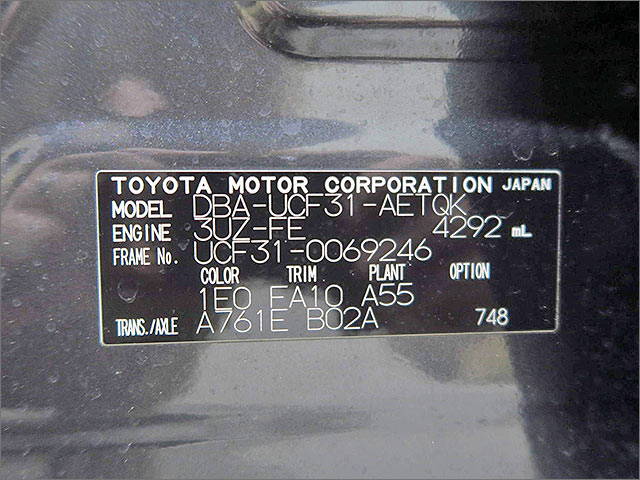 TOYOTA MOTOR CORPORATION JAPAN
MODEL DBA-UCF31-AETQK
ENGINE 3UZ-FE 4292 mL
FRAME No. UCF31-0069246
COLOR TRIM PLANT OPTION
1E0 FA10 A55
TRANS./AXLE A761E B02A 748